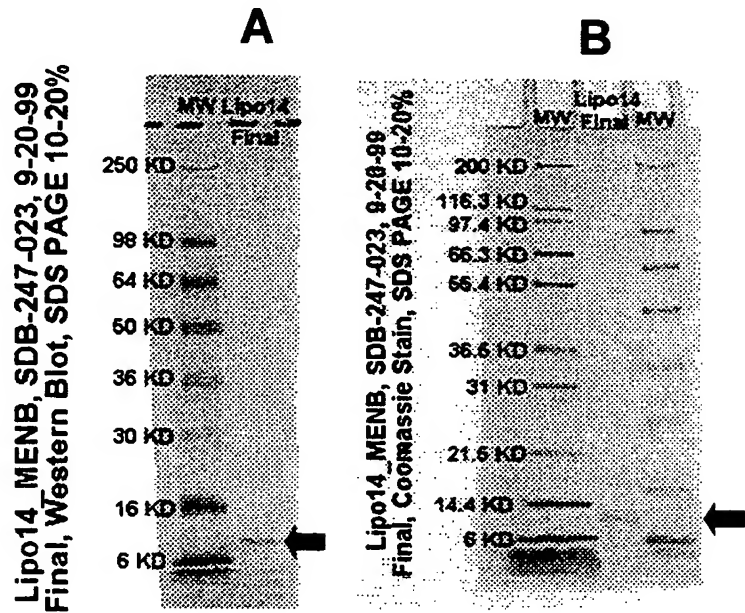 A
Lipo14_MENB, SDB-247-023, 9-20-99
Final, Western Blot, SDS PAGE 10-20%
MW Lipo14
Final
250 KD
98 KD
64 KD
50 KD
36 KD
30 KD
16 KD
6 KD
B
Lipo14_MENB, SDB-247-023, 9-20-99
Final, Coomassie Stain, SDS PAGE 10-20%
Lipo14
MW Final MW
200 KD
116.3 KD
97.4 KD
66.3 KD
55.4 KD
36.5 KD
31 KD
21.5 KD
14.4 KD
6 KD